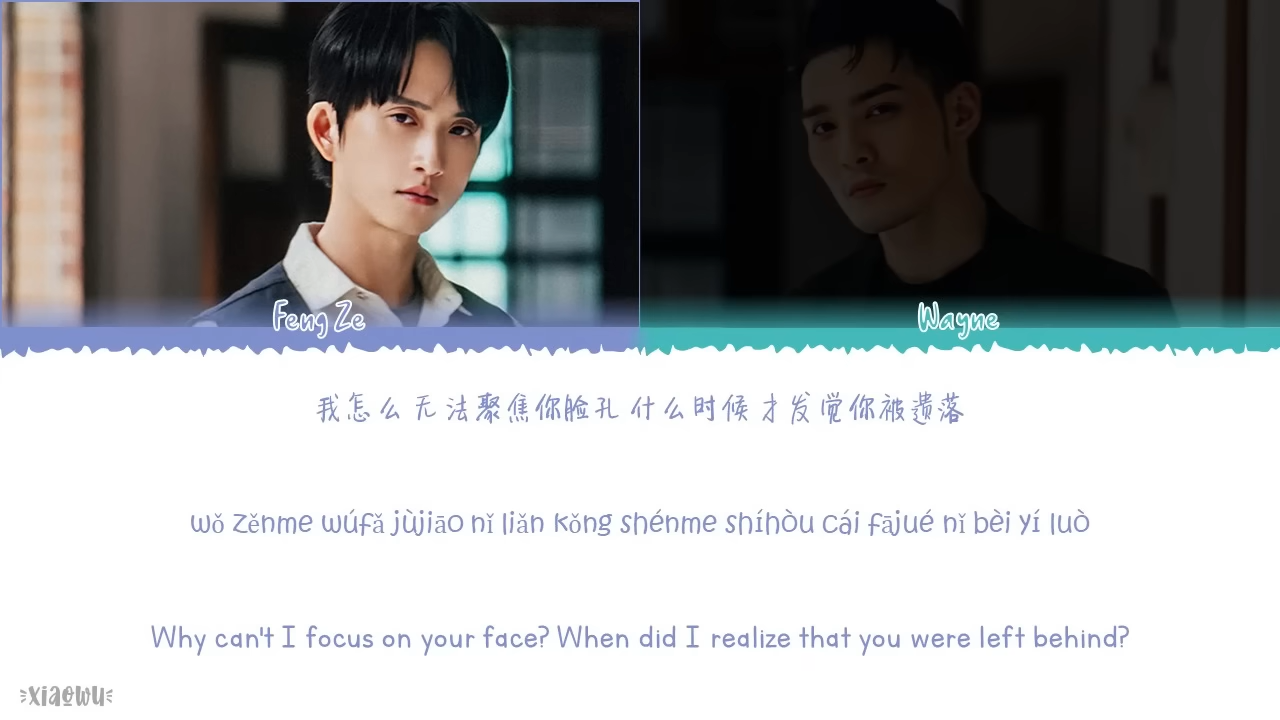 Feng Ze
Wayne
我怎么无法聚焦你脸孔 什么时候才发觉你被遗落
wǒ zěnme wúfǎ jùjiāo nǐ liǎn kǒng shénme shíhòu cái fājué nǐ bèi yí luò
Why can't I focus on your face? When did I realize that you were left behind?
xiaowu